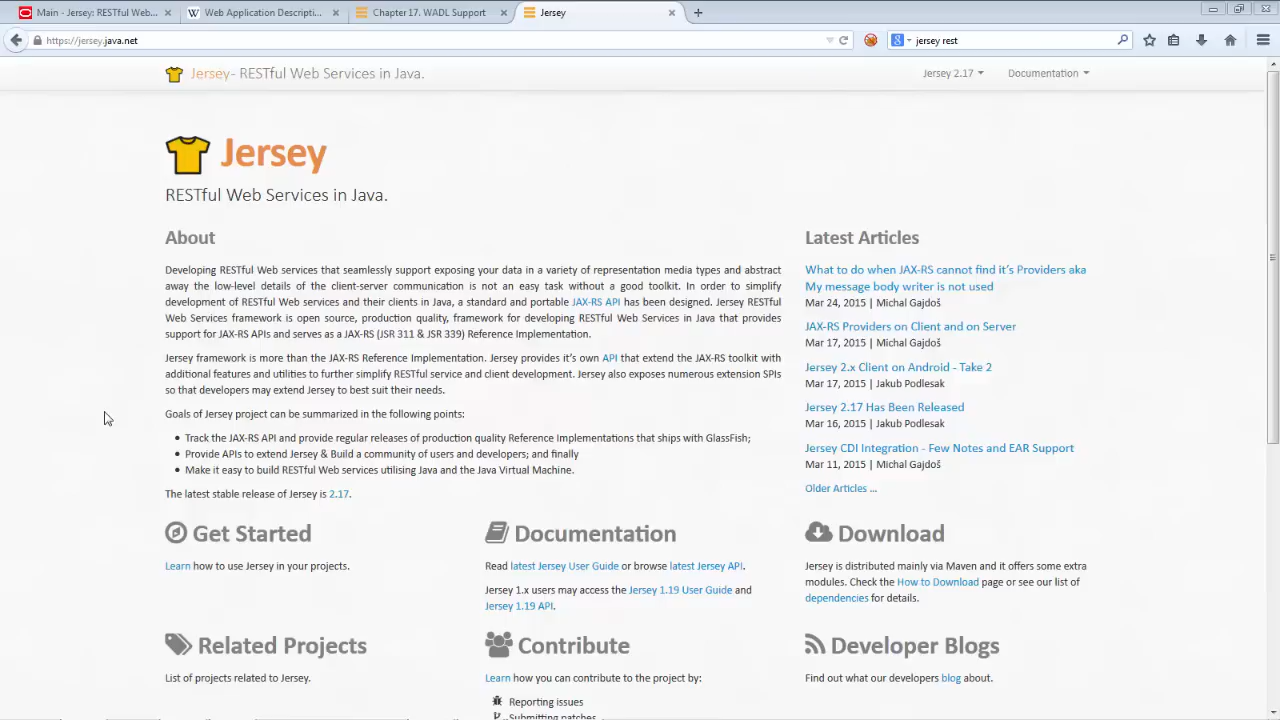 Main - Jersey: RESTful Web...
Web Application Descripti...
Chapter 17. WADL Support
Jersey
https://jersey.java.net
jersey rest
Jersey - RESTful Web Services in Java.
Jersey 2.17
Documentation
Jersey
RESTful Web Services in Java.
About
Developing RESTful Web services that seamlessly support exposing your data in a variety of representation media types and abstract
away the low-level details of the client-server communication is not an easy task without a good toolkit. In order to simplify
development of RESTful Web services and their clients in Java, a standard and portable JAX-RS API has been designed. Jersey RESTful
Web Services framework is open source, production quality, framework for developing RESTful Web Services in Java that provides
support for JAX-RS APIs and serves as a JAX-RS (JSR 311 & JSR 339) Reference Implementation.
Jersey framework is more than the JAX-RS Reference Implementation. Jersey provides it's own API that extend the JAX-RS toolkit with
additional features and utilities to further simplify RESTful service and client development. Jersey also exposes numerous extension SPIs
so that developers may extend Jersey to best suit their needs.
Goals of Jersey project can be summarized in the following points:
• Track the JAX-RS API and provide regular releases of production quality Reference Implementations that ships with GlassFish;
• Provide APIs to extend Jersey & Build a community of users and developers; and finally
• Make it easy to build RESTful Web services utilising Java and the Java Virtual Machine.
The latest stable release of Jersey is 2.17.
Latest Articles
What to do when JAX-RS cannot find it's Providers aka
My message body writer is not used
Mar 24, 2015 | Michal Gajdoš
JAX-RS Providers on Client and on Server
Mar 17, 2015 | Michal Gajdoš
Jersey 2.x Client on Android - Take 2
Mar 17, 2015 | Jakub Podlesak
Jersey 2.17 Has Been Released
Mar 16, 2015 | Jakub Podlesak
Jersey CDI Integration - Few Notes and EAR Support
Mar 11, 2015 | Michal Gajdoš
Older Articles ...
Get Started
Learn how to use Jersey in your projects.
Documentation
Read latest Jersey User Guide or browse latest Jersey API.
Jersey 1.x users may access the Jersey 1.19 User Guide and
Jersey 1.19 API.
Download
Jersey is distributed mainly via Maven and it offers some extra
modules. Check the How to Download page or see our list of
dependencies for details.
Related Projects
List of projects related to Jersey.
Contribute
Learn how you can contribute to the project by:
Reporting issues
Submitting patches
Developer Blogs
Find out what our developers blog about.